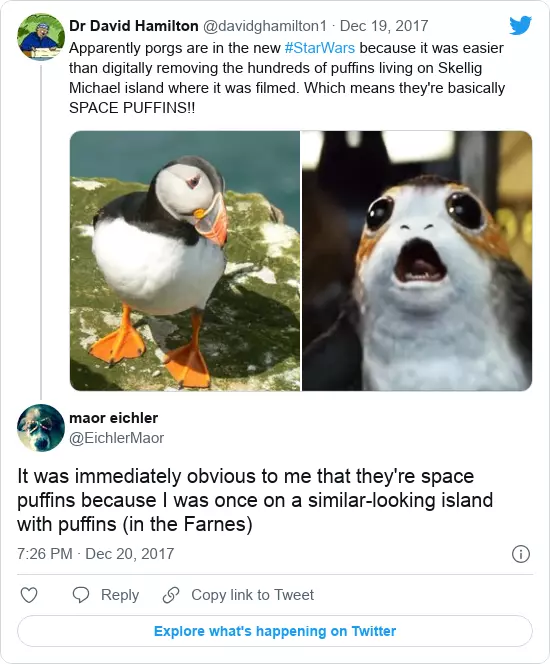 Dr David Hamilton @davidghamilton1 · Dec 19, 2017
Apparently porgs are in the new #StarWars because it was easier
than digitally removing the hundreds of puffins living on Skellig
Michael island where it was filmed. Which means they're basically
SPACE PUFFINS!!
maor eichler
@EichlerMaor
It was immediately obvious to me that they're space
puffins because I was once on a similar-looking island
with puffins (in the Farnes)
7:26 PM · Dec 20, 2017
Reply
Copy link to Tweet
Explore what's happening on Twitter